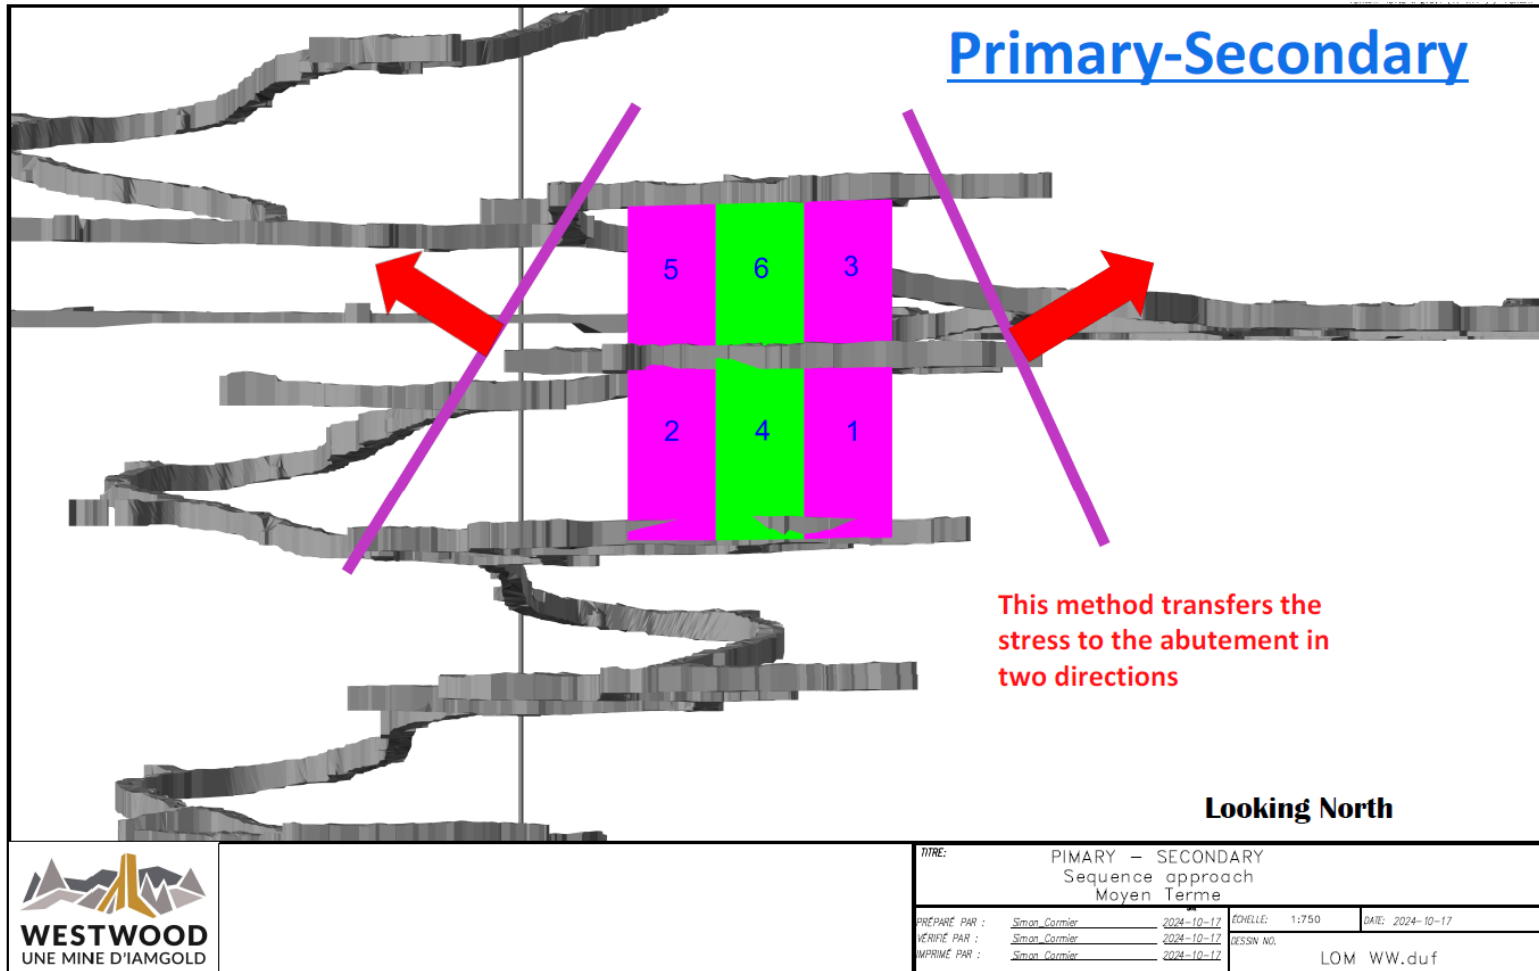 Primary-Secondary
5
6
3
2
4
1
This method transfers the
stress to the abutement in
two directions
Looking North
WESTWOOD
UNE MINE D'IAMGOLD
TITRE:
PIMARY - SECONDARY
Sequence approach
Moyen Terme
PRÉPARÉ PAR : Simon_Cormier 2024-10-17
VÉRIFIÉ PAR : Simon_Cormier 2024-10-17
IMPRIMÉ PAR : Simon_Cormier 2024-10-17
ÉCHELLE: 1:750
DATE: 2024-10-17
DESSIN NO.
LOM WW.duf